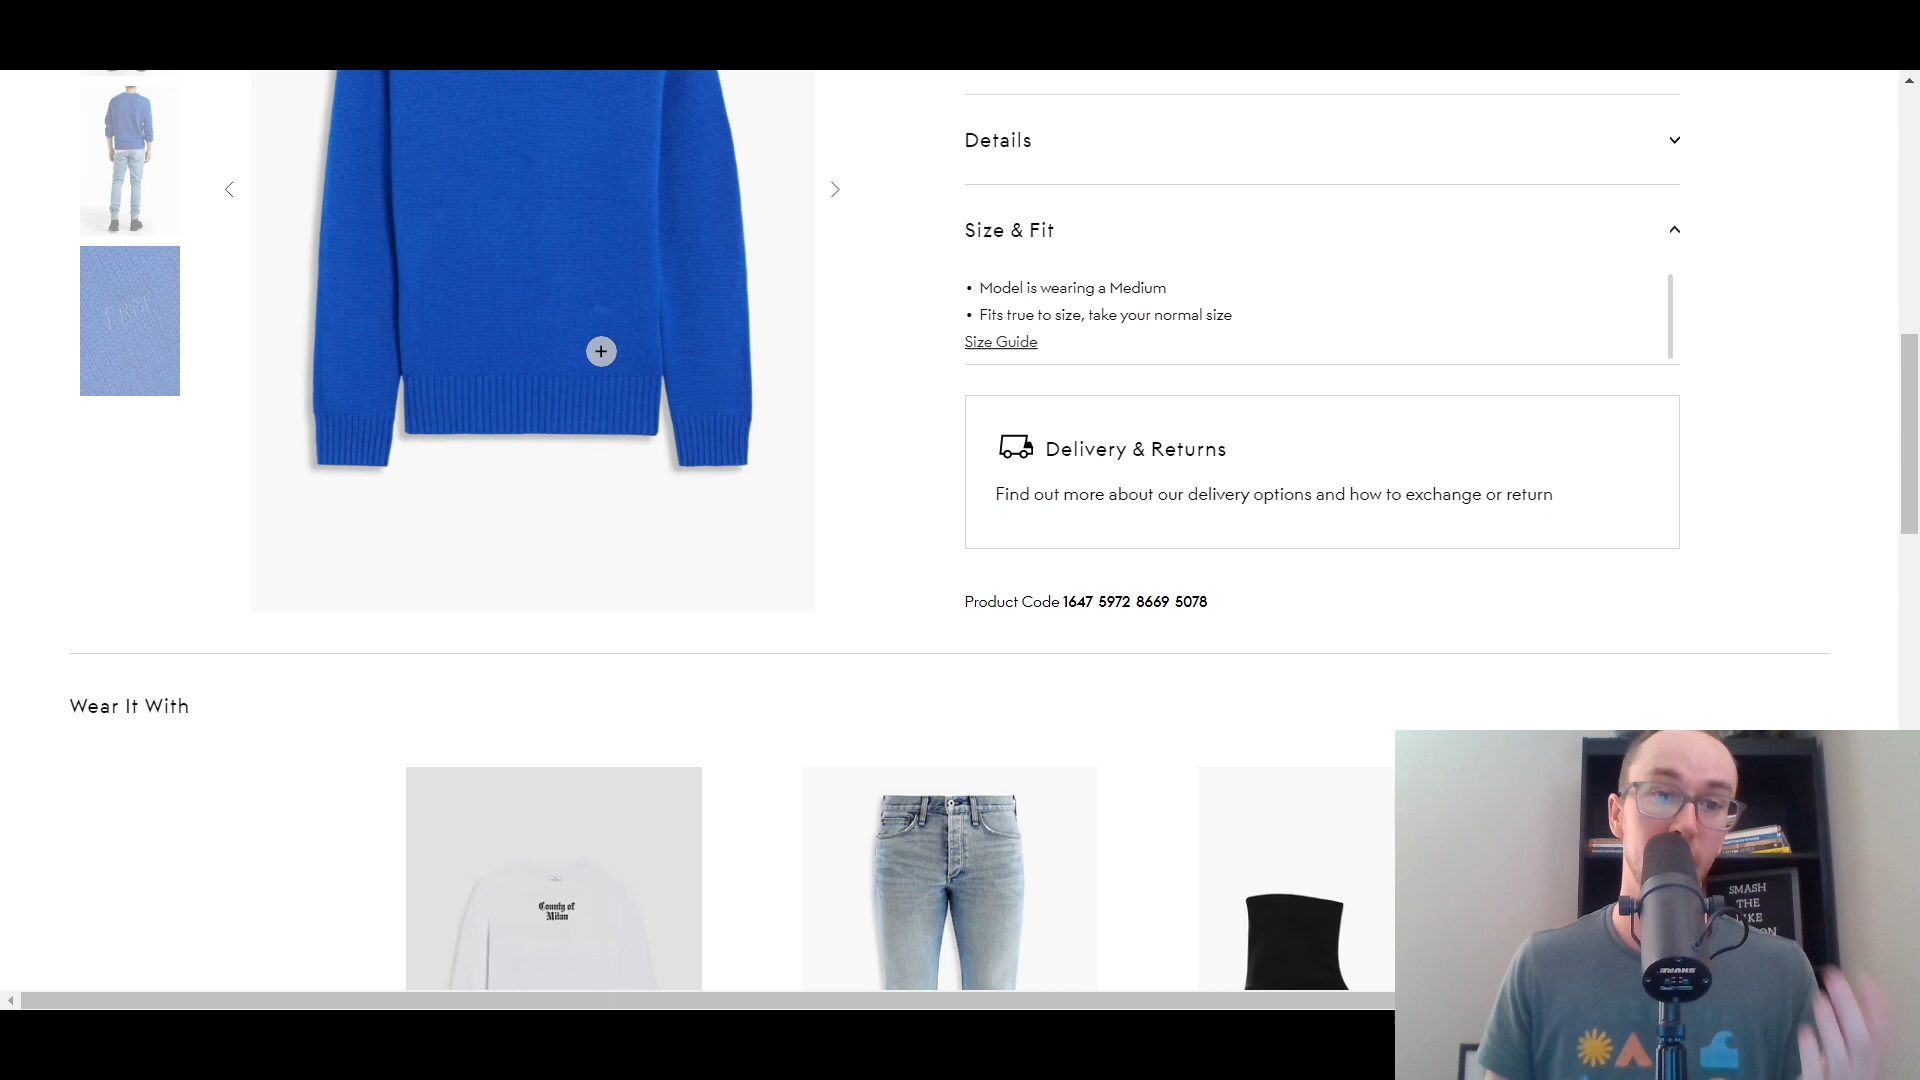 Details
Size & Fit
• Model is wearing a Medium
• Fits true to size, take your normal size
Size Guide
Delivery & Returns
Find out more about our delivery options and how to exchange or return
Product Code 1647 5972 8669 5078
Wear It With
County of
Milan
SMASH
THE
SHURE